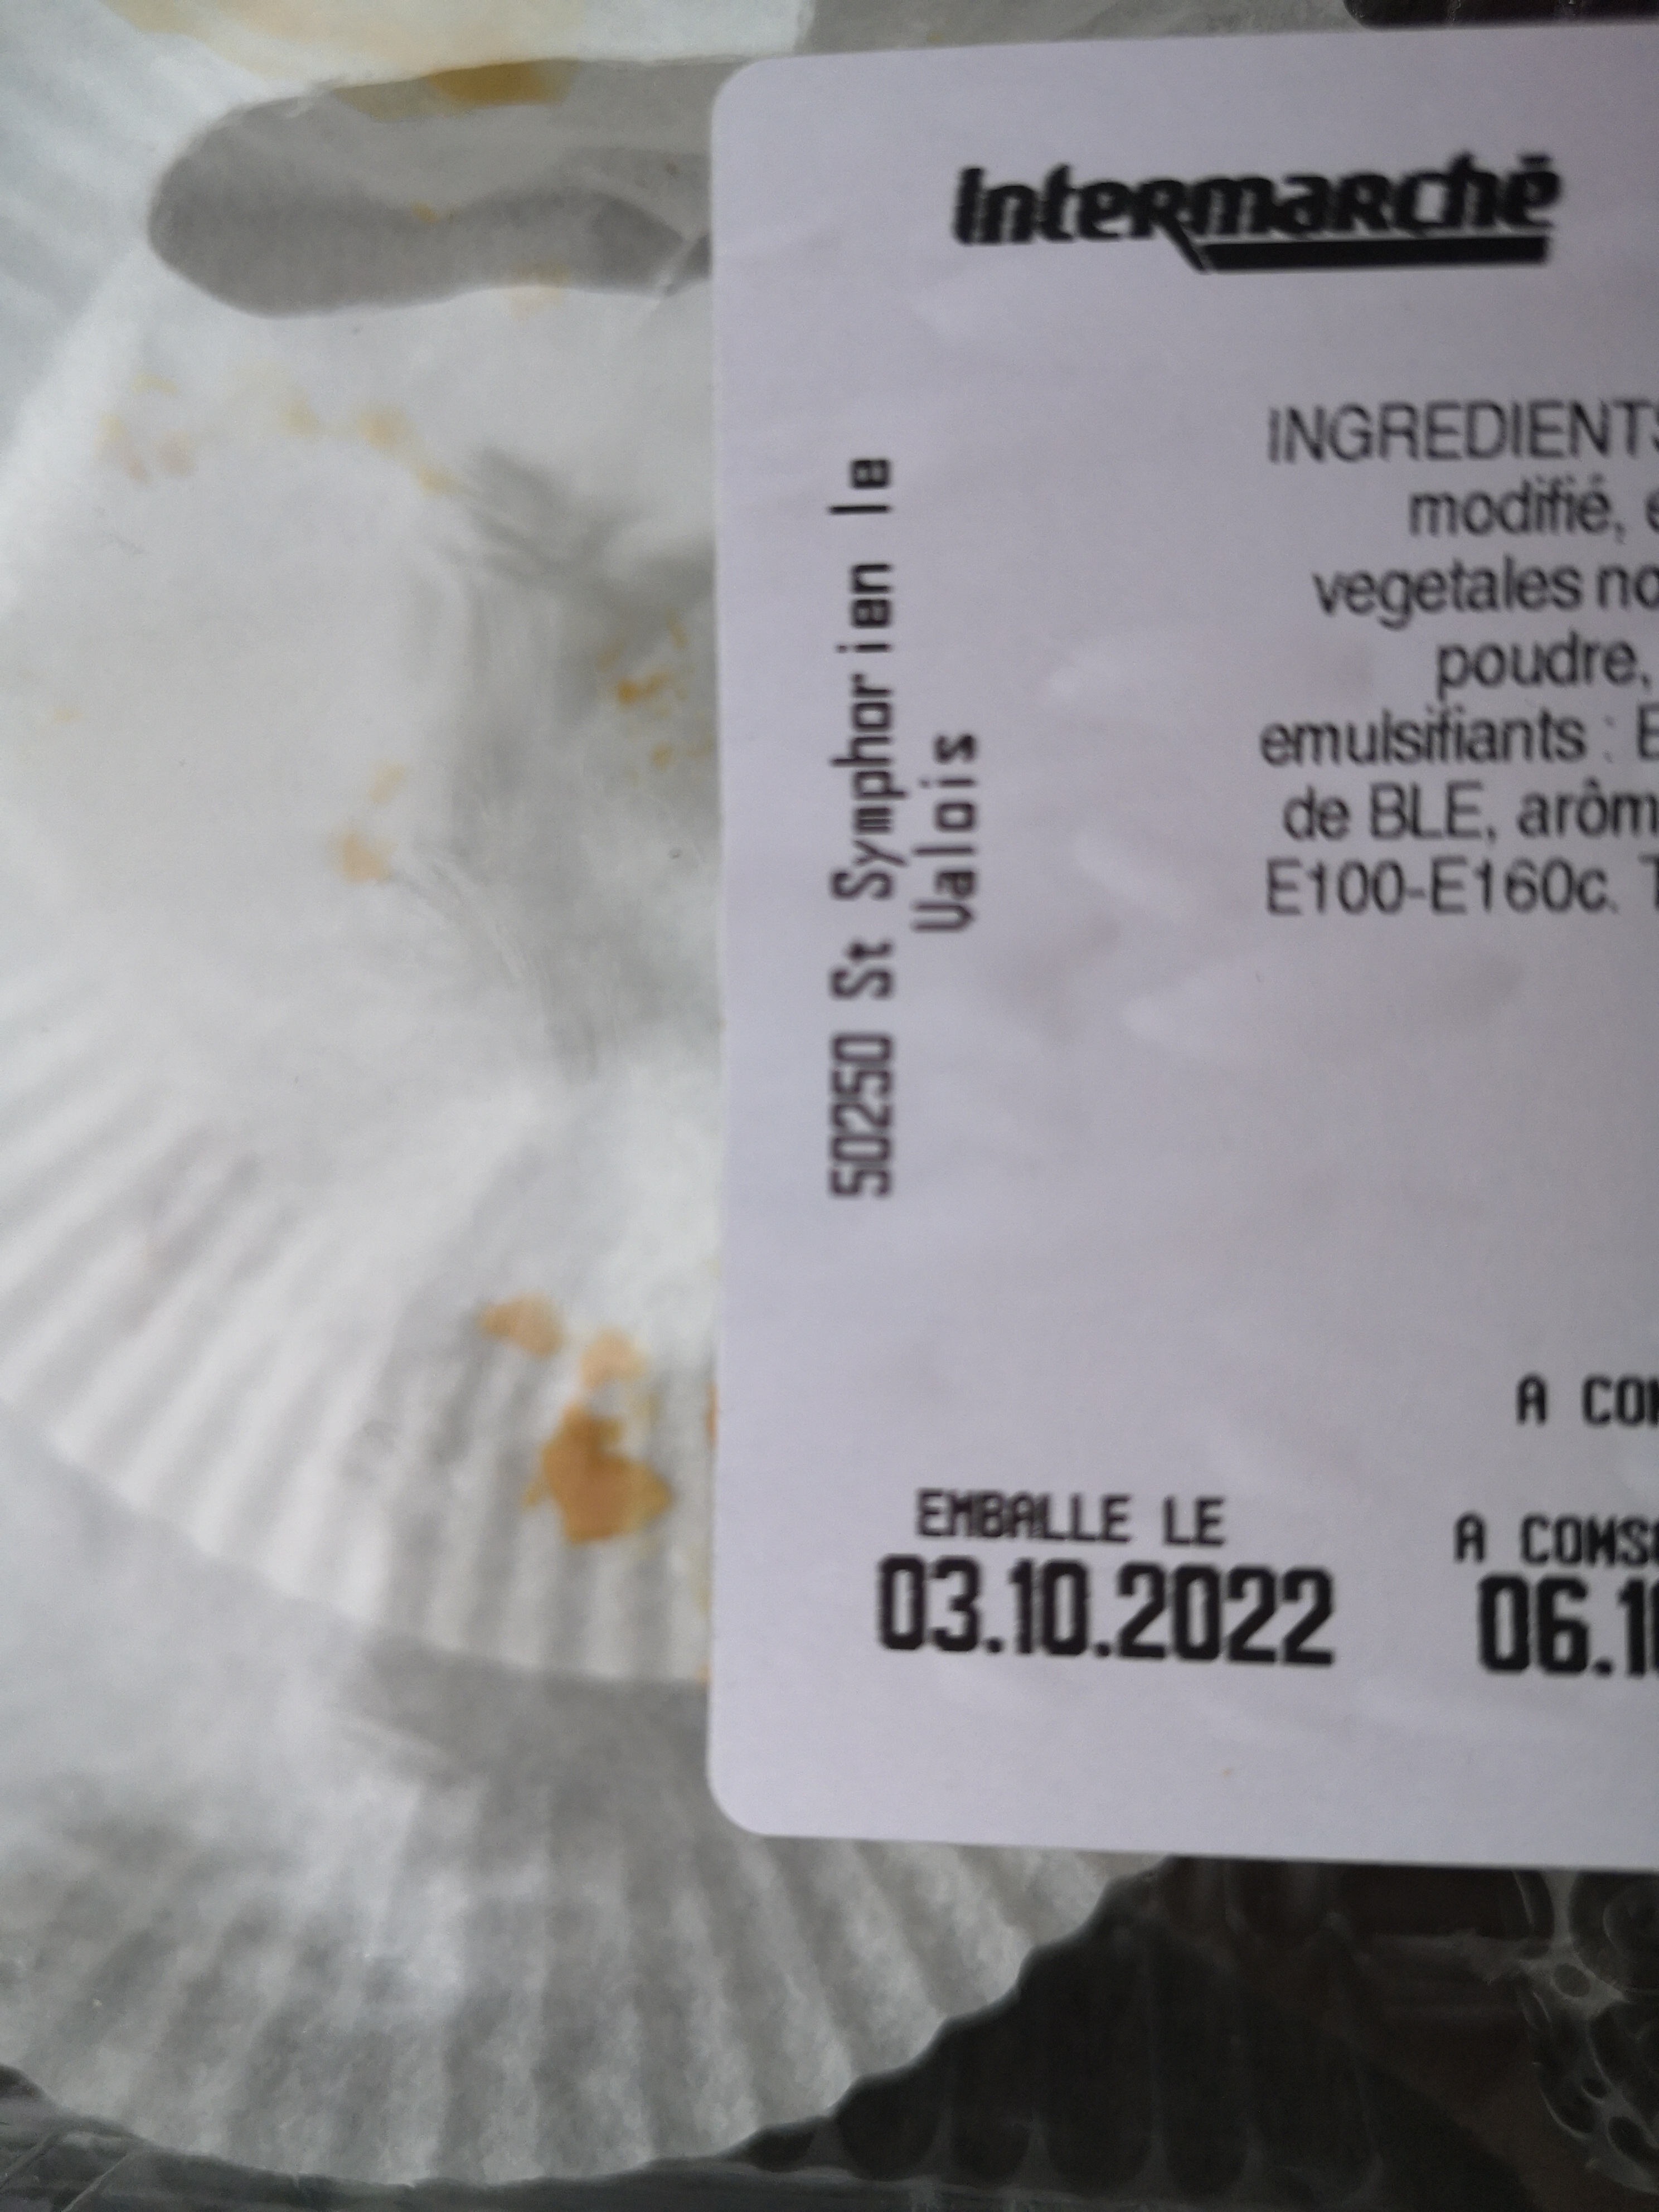 Intermarché
50250 St Symphorien le
Valois
INGREDIENTS
modifié,
vegetales
poudre,
emulsifiants :
de BLE,
E100-E160c.
A
EMBALLE LE
03.10.2022
A